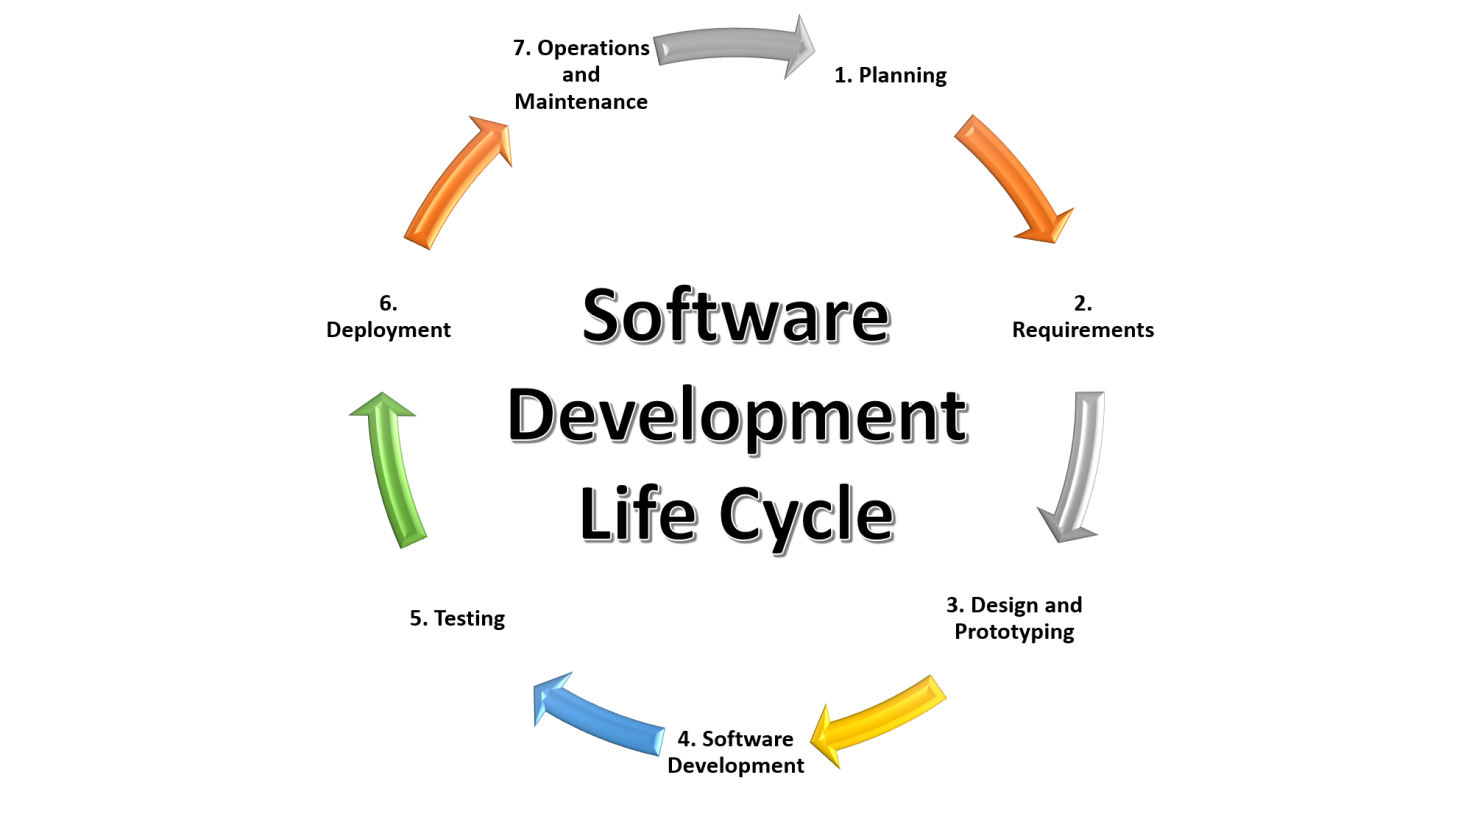 Software
Development
Life Cycle
1. Planning
2.
Requirements
3. Design and
Prototyping
4. Software
Development
5. Testing
6.
Deployment
7. Operations
and
Maintenance